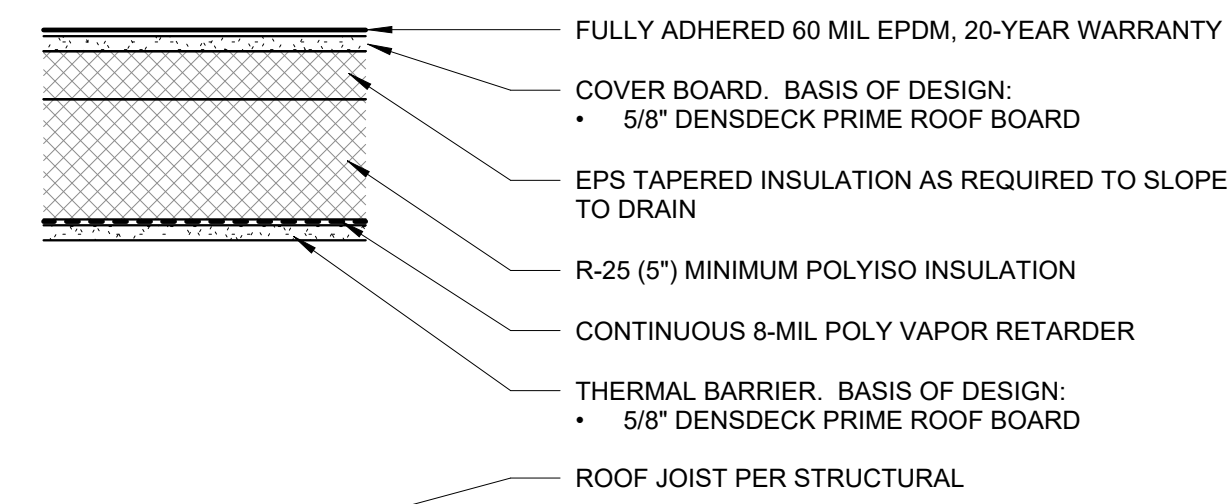 FULLY ADHERED 60 MIL EPDM, 20-YEAR WARRANTY
COVER BOARD. BASIS OF DESIGN:
• 5/8" DENSDECK PRIME ROOF BOARD
EPS TAPERED INSULATION AS REQUIRED TO SLOPE
TO DRAIN
R-25 (5") MINIMUM POLYISO INSULATION
CONTINUOUS 8-MIL POLY VAPOR RETARDER
THERMAL BARRIER. BASIS OF DESIGN:
• 5/8" DENSDECK PRIME ROOF BOARD
ROOF JOIST PER STRUCTURAL